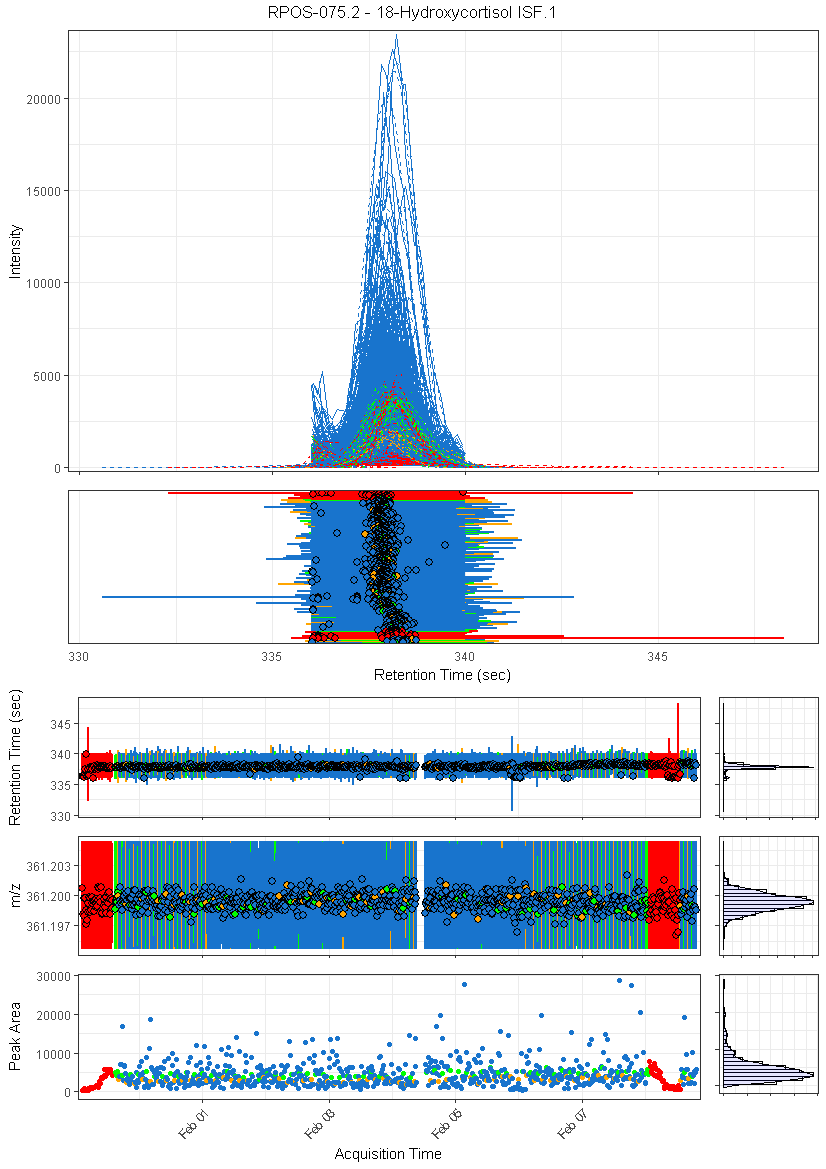 RPOS-075.2 - 18-Hydroxycortisol ISF.1
20000
15000
10000
5000
0
Intensity
330
335
340
345
Retention Time (sec)
345
340
335
330
Retention Time (sec)
361.203
361.200
361.197
m/z
30000
20000
10000
0
Peak Area
Feb 01
Feb 03
Feb 05
Feb 07
Acquisition Time